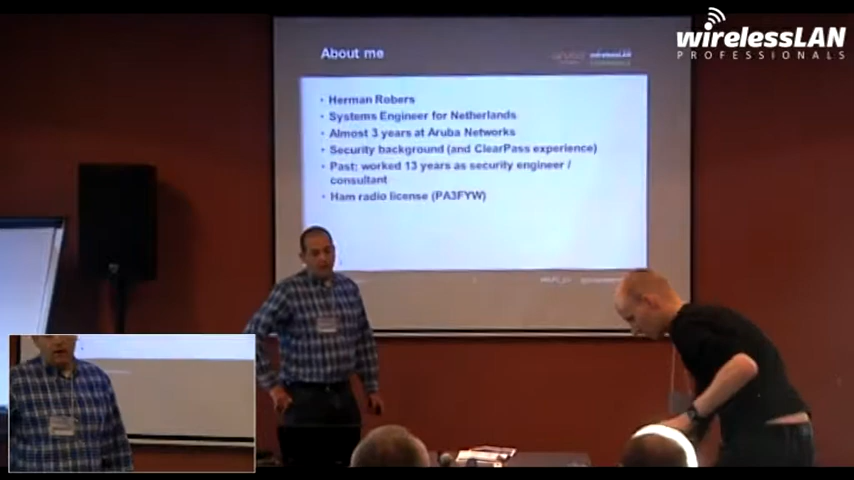 wirelessLAN
PROFESSIONALS
About me
• Herman Robers
• Systems Engineer for Netherlands
• Almost 3 years at Aruba Networks
• Security background (and ClearPass experience)
• Past: worked 13 years as security engineer /
consultant
• Ham radio license (PA3FYW)